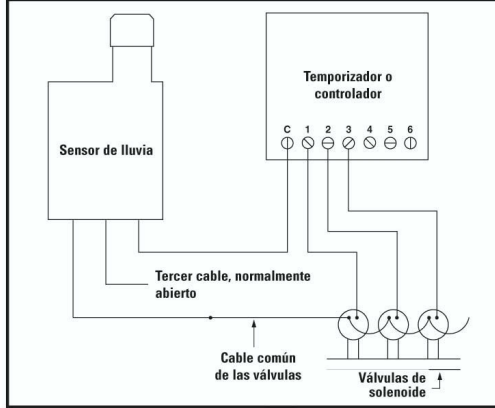 Temporizador o
controlador
C 1 2 3 4 5 6
Sensor de lluvia
Tercer cable, normalmente
abierto
Cable común
de las válvulas
Válvulas de
solenoide